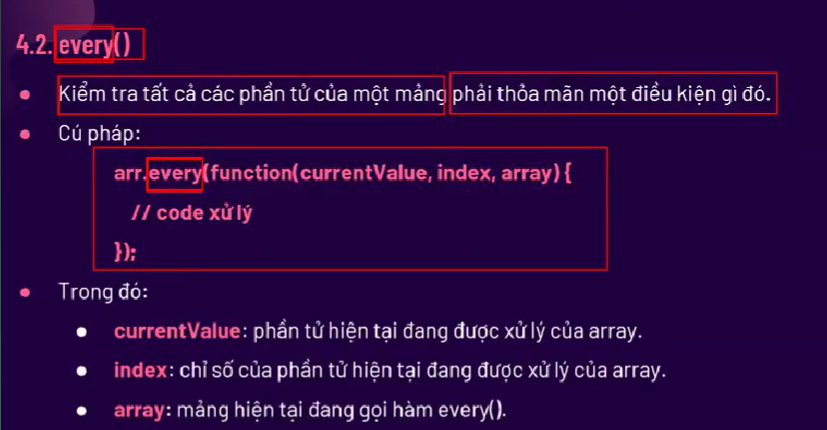 4.2. every()
Kiểm tra tất cả các phần tử của một mảng phải thỏa mãn một điều kiện gì đó.
Cú pháp:
arr.every(function(currentValue, index, array) {
// code xử lý
});
Trong đó:
currentValue: phần tử hiện tại đang được xử lý của array.
index: chỉ số của phần tử hiện tại đang được xử lý của array.
array: mảng hiện tại đang gọi hàm every().